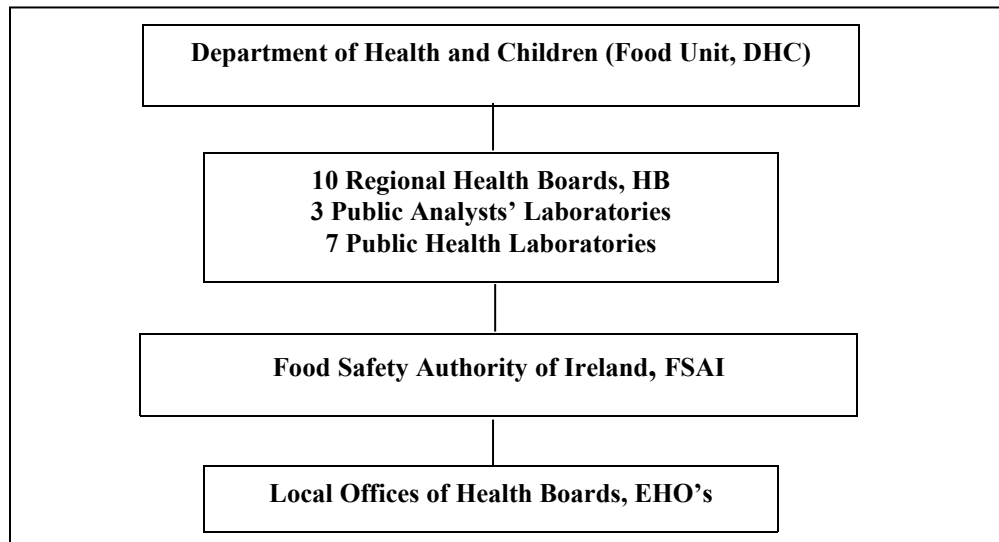 Department of Health and Children (Food Unit, DHC)
10 Regional Health Boards, HB
3 Public Analysts’ Laboratories
7 Public Health Laboratories
Food Safety Authority of Ireland, FSAI
Local Offices of Health Boards, EHO’s